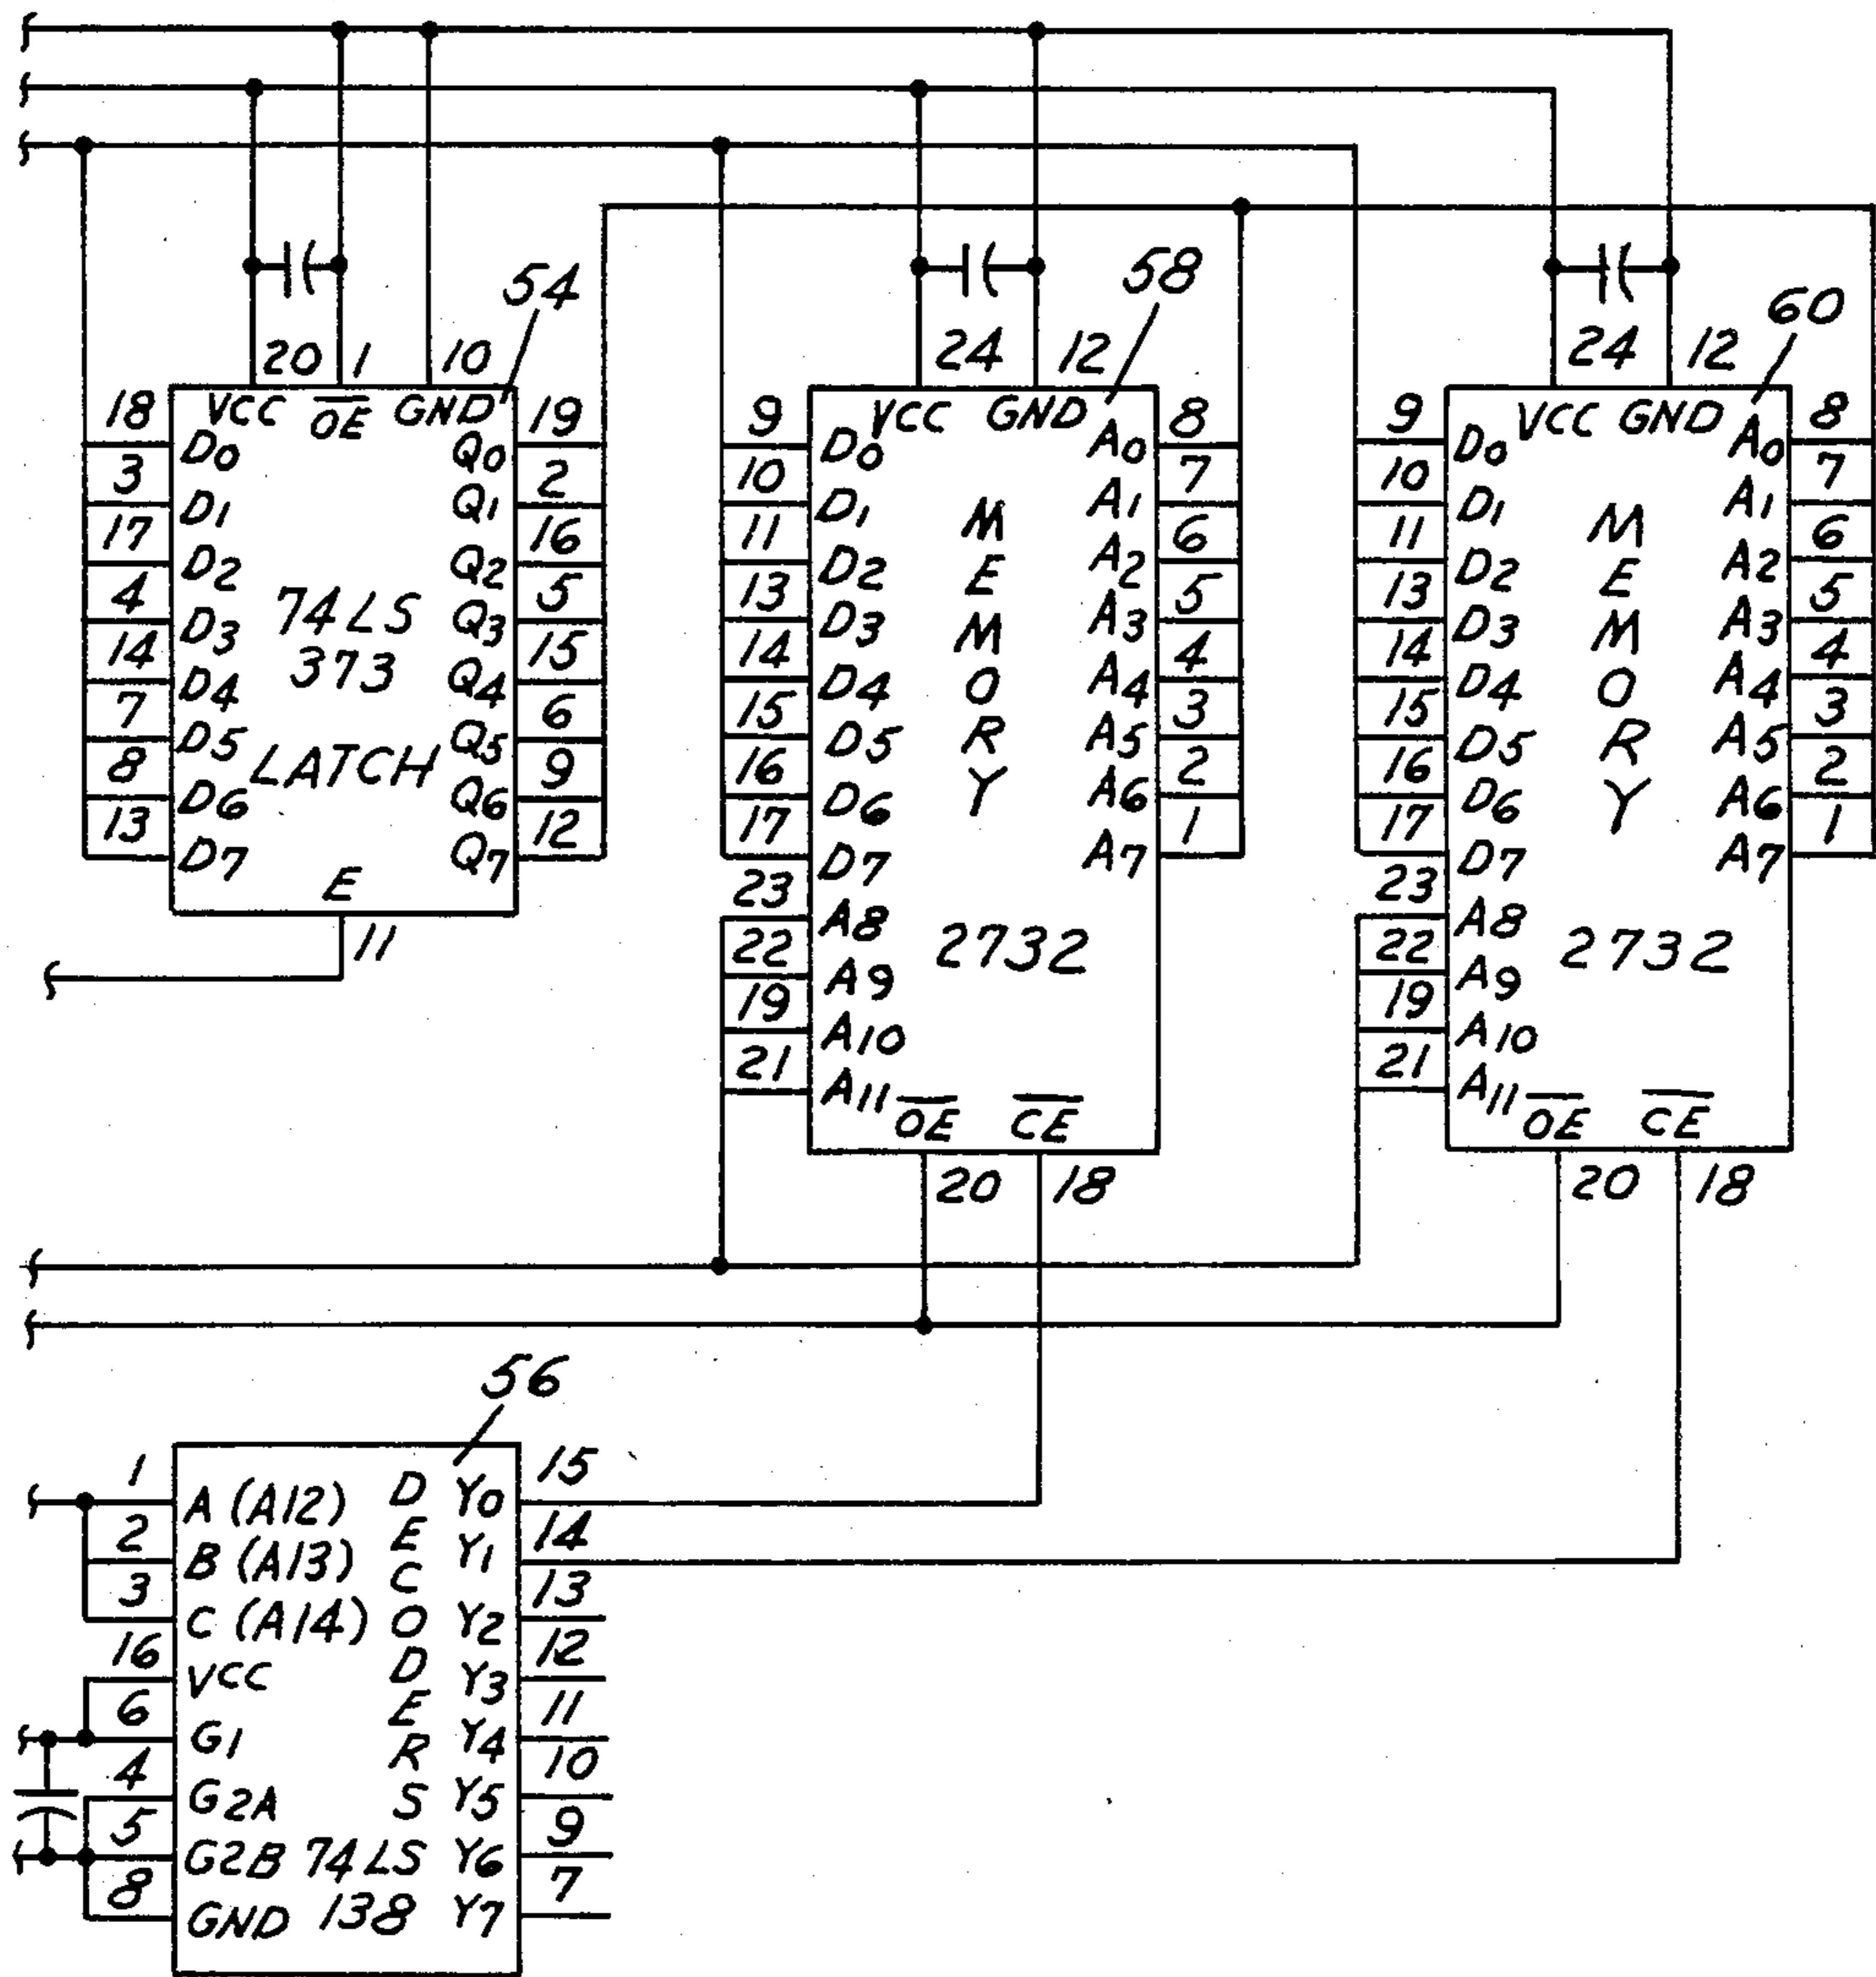 54
20 1 10
VCC OE GND
18 D0 Q0 19
3 D1 Q1 2
17 D2 Q2 16
4 D3 Q3 5
14 D4 Q4 15
7 D5 Q5 6
8 D6 Q6 9
13 D7 Q7 12
74LS
373
LATCH
E
11
58
24 12
VCC GND
9 D0 A0 8
10 D1 A1 7
11 D2 A2 6
13 D3 A3 5
14 D4 A4 4
15 D5 A5 3
16 D6 A6 2
17 D7 A7 1
23 A8
22 A9
19 A10
21 A11
MEMORY
2732
OE CE
20 18
60
24 12
VCC GND
9 D0 A0 8
10 D1 A1 7
11 D2 A2 6
13 D3 A3 5
14 D4 A4 4
15 D5 A5 3
16 D6 A6 2
17 D7 A7 1
23 A8
22 A9
19 A10
21 A11
MEMORY
2732
OE CE
20 18
56
1 A (A12) Y0 15
2 B (A13) Y1 14
3 C (A14) Y2 13
16 VCC Y3 12
6 G1 Y4 11
4 G2A Y5 10
5 G2B Y6 9
8 GND Y7 7
DECODERS
74LS
138